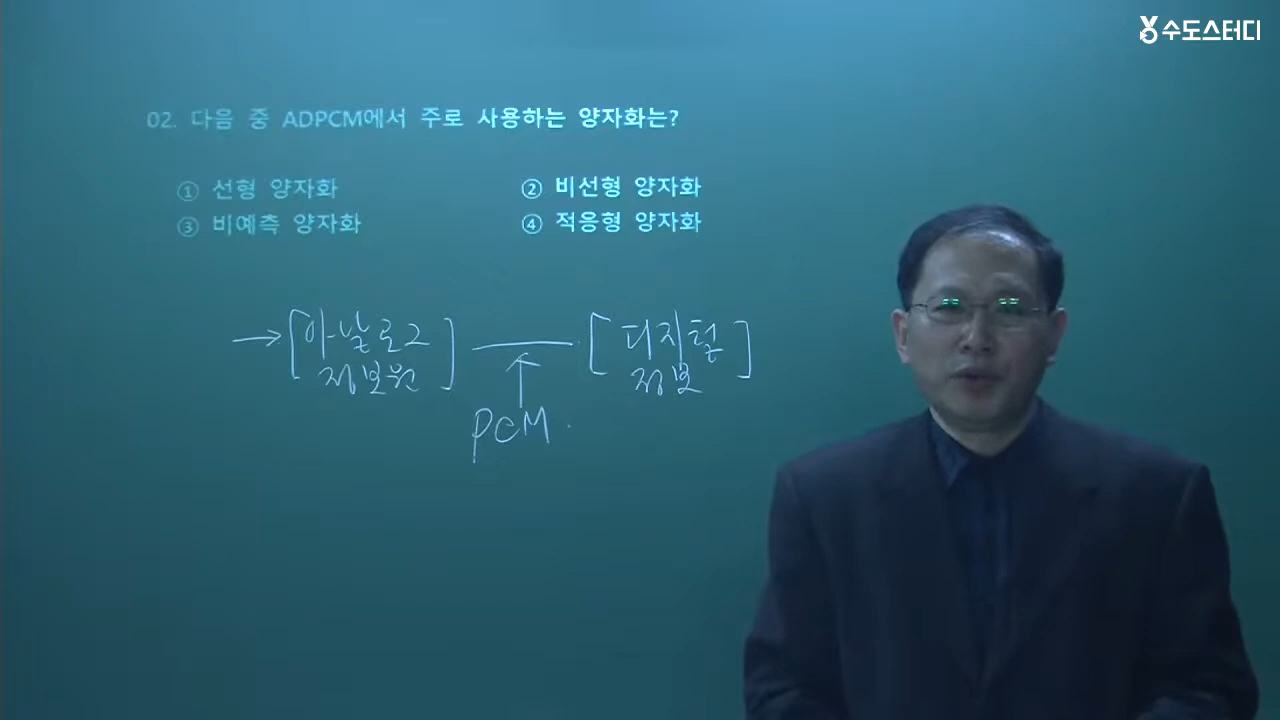 수도스터디
02. 다음 중 ADPCM에서 주로 사용하는 양자화는?
① 선형 양자화
② 비선형 양자화
③ 비예측 양자화
④ 적응형 양자화
→ [아날로그 정보원]
[디지털 정보]
PCM